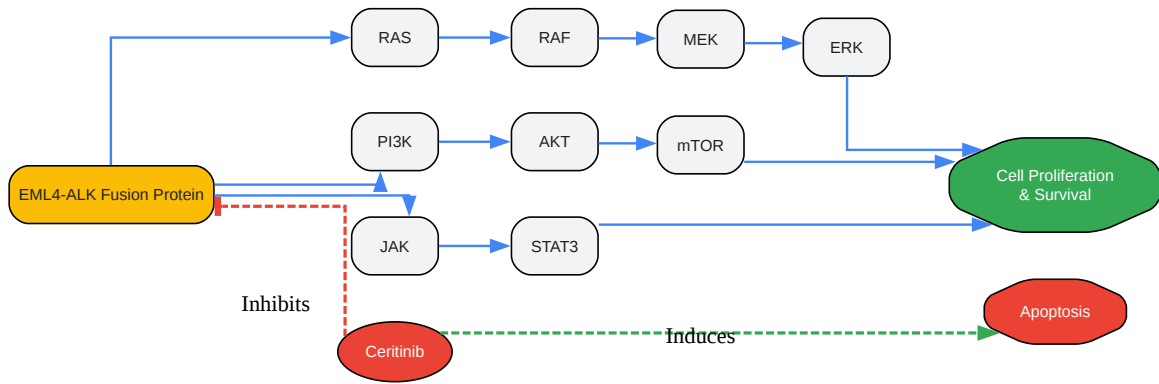 RAS
RAF
MEK
ERK
PI3K
AKT
mTOR
EML4-ALK Fusion Protein
Cell Proliferation
& Survival
JAK
STAT3
Inhibits
Apoptosis
Induces
Ceritinib